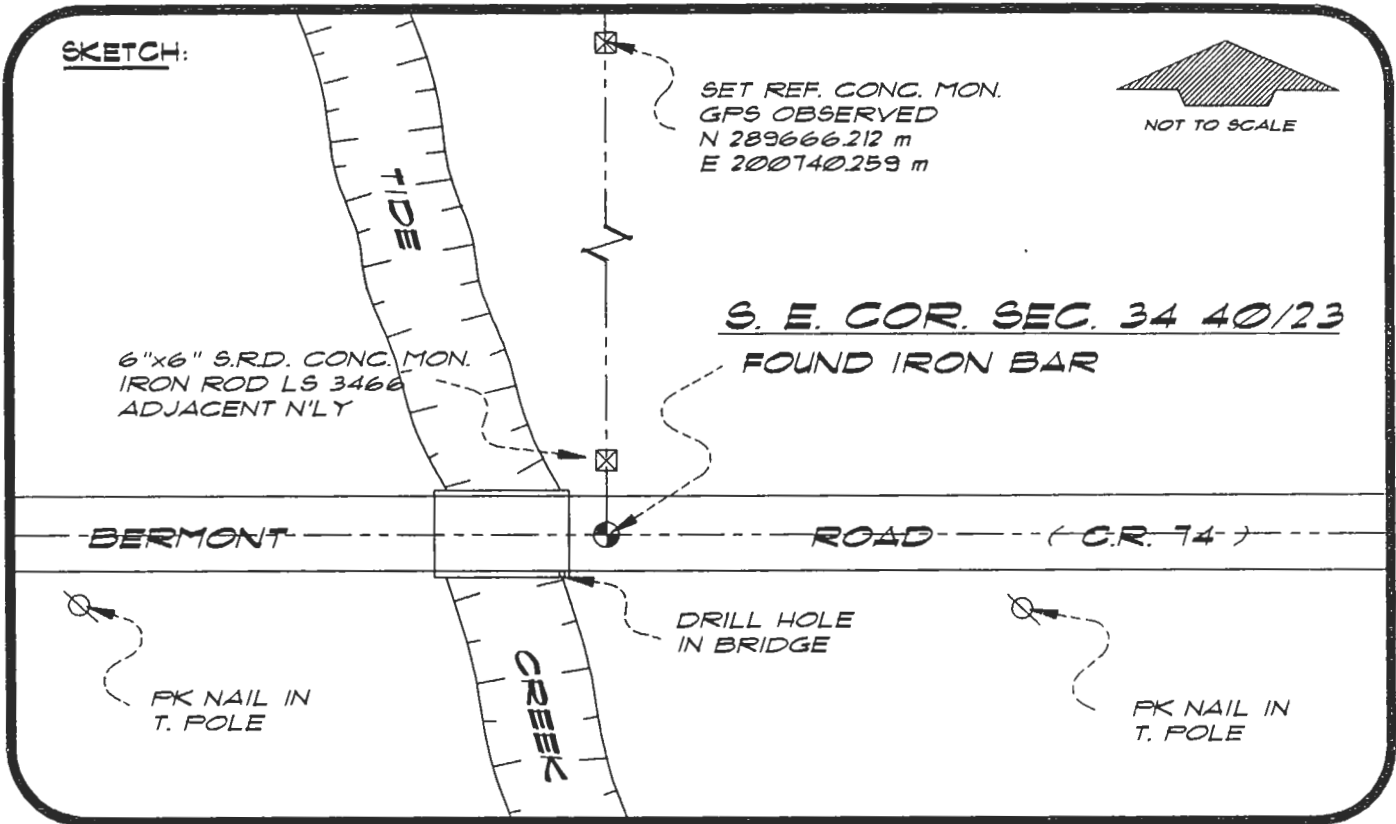 SKETCH:
SET REF. CONC. MON.
GPS OBSERVED
N 289666.212 m
E 200740.259 m
NOT TO SCALE
TIDE
S. E. COR. SEC. 34 40/23
FOUND IRON BAR
6"x6" S.R.D. CONC. MON.
IRON ROD LS 3466
ADJACENT N'LY
BERMONT ROAD ( C.R. 74 )
DRILL HOLE
IN BRIDGE
CREEK
PK NAIL IN
T. POLE
PK NAIL IN
T. POLE